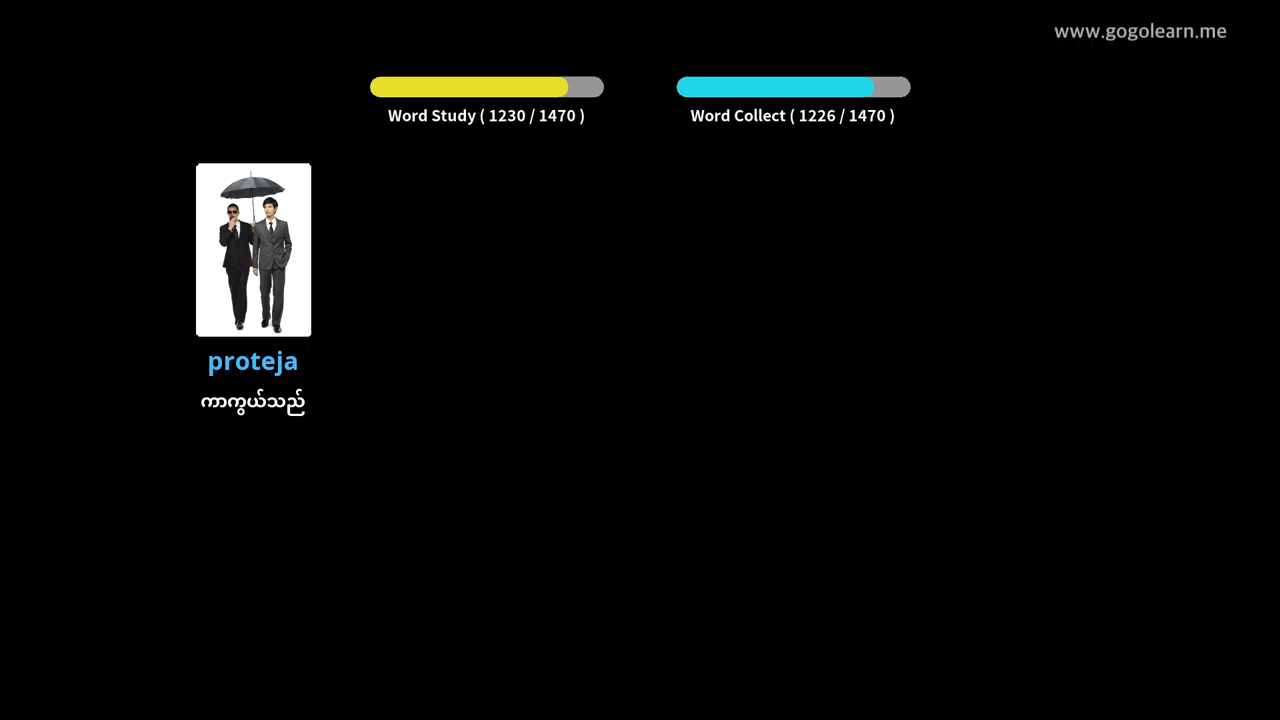 www.gogolearn.me
Word Study ( 1230 / 1470 )
Word Collect ( 1226 / 1470 )
proteja
ကာကွယ်သည်